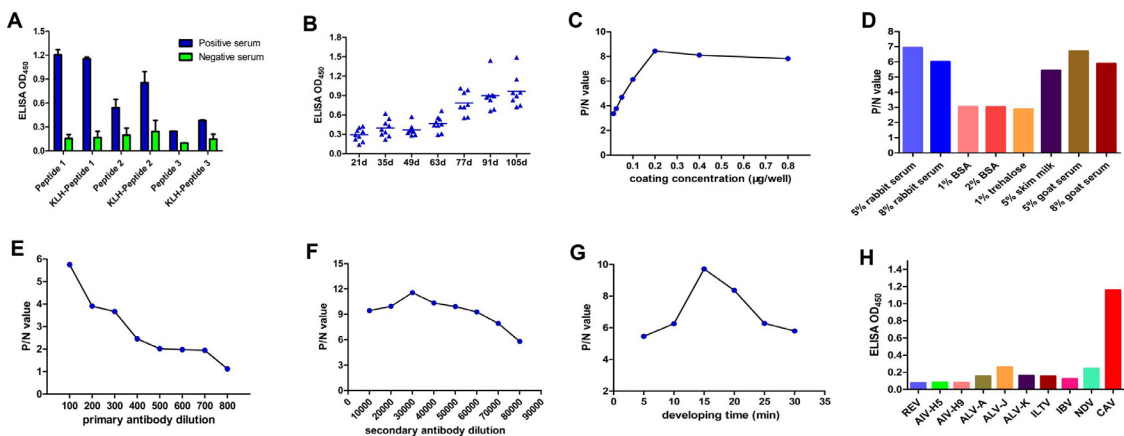 A
ELISA OD450
1.5
1.2
0.9
0.6
0.3
0.0
Positive serum
Negative serum
Peptide 1
KLH-Peptide 1
Peptide 2
KLH-Peptide 2
Peptide 3
KLH-Peptide 3
B
ELISA OD450
1.8
1.5
1.2
0.9
0.6
0.3
0.0
21d 35d 49d 63d 77d 91d 105d
C
P/N value
10
8
6
4
2
0
0.1 0.2 0.3 0.4 0.5 0.6 0.7 0.8
coating concentration (μg/well)
D
P/N value
8
7
6
5
4
3
2
1
0
5% rabbit serum
8% rabbit serum
1% BSA
2% BSA
1% trehalose
5% skim milk
5% goat serum
8% goat serum
E
P/N value
6
5
4
3
2
1
0
100 200 300 400 500 600 700 800
primary antibody dilution
F
P/N value
15
12
9
6
3
0
10000 20000 30000 40000 50000 60000 70000 80000 90000
secondary antibody dilution
G
P/N value
10
8
6
4
2
0 5 10 15 20 25 30 35
developing time (min)
H
ELISA OD450
1.4
1.2
1.0
0.8
0.6
0.4
0.2
0.0
REV
AIV-H5
AIV-H9
ALV-A
ALV-J
ALV-K
ILTV
IBV
NDV
CAV